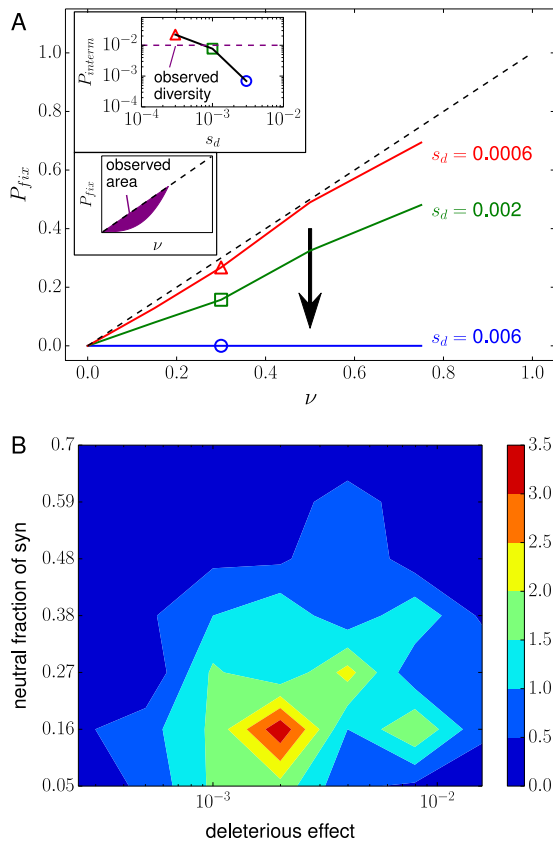 A
P_interm
10^{-2}
10^{-3}
10^{-4}
observed
diversity
10^{-4}
10^{-3}
10^{-2}
s_d
observed
area
P_fix
ν
P_fix
1.0
0.8
0.6
0.4
0.2
0.0
s_d = 0.0006
s_d = 0.002
s_d = 0.006
0.0
0.2
0.4
0.6
0.8
1.0
ν
B
neutral fraction of syn
0.7
0.59
0.48
0.38
0.27
0.16
0.05
10^{-3}
10^{-2}
deleterious effect
3.5
3.0
2.5
2.0
1.5
1.0
0.5
0.0